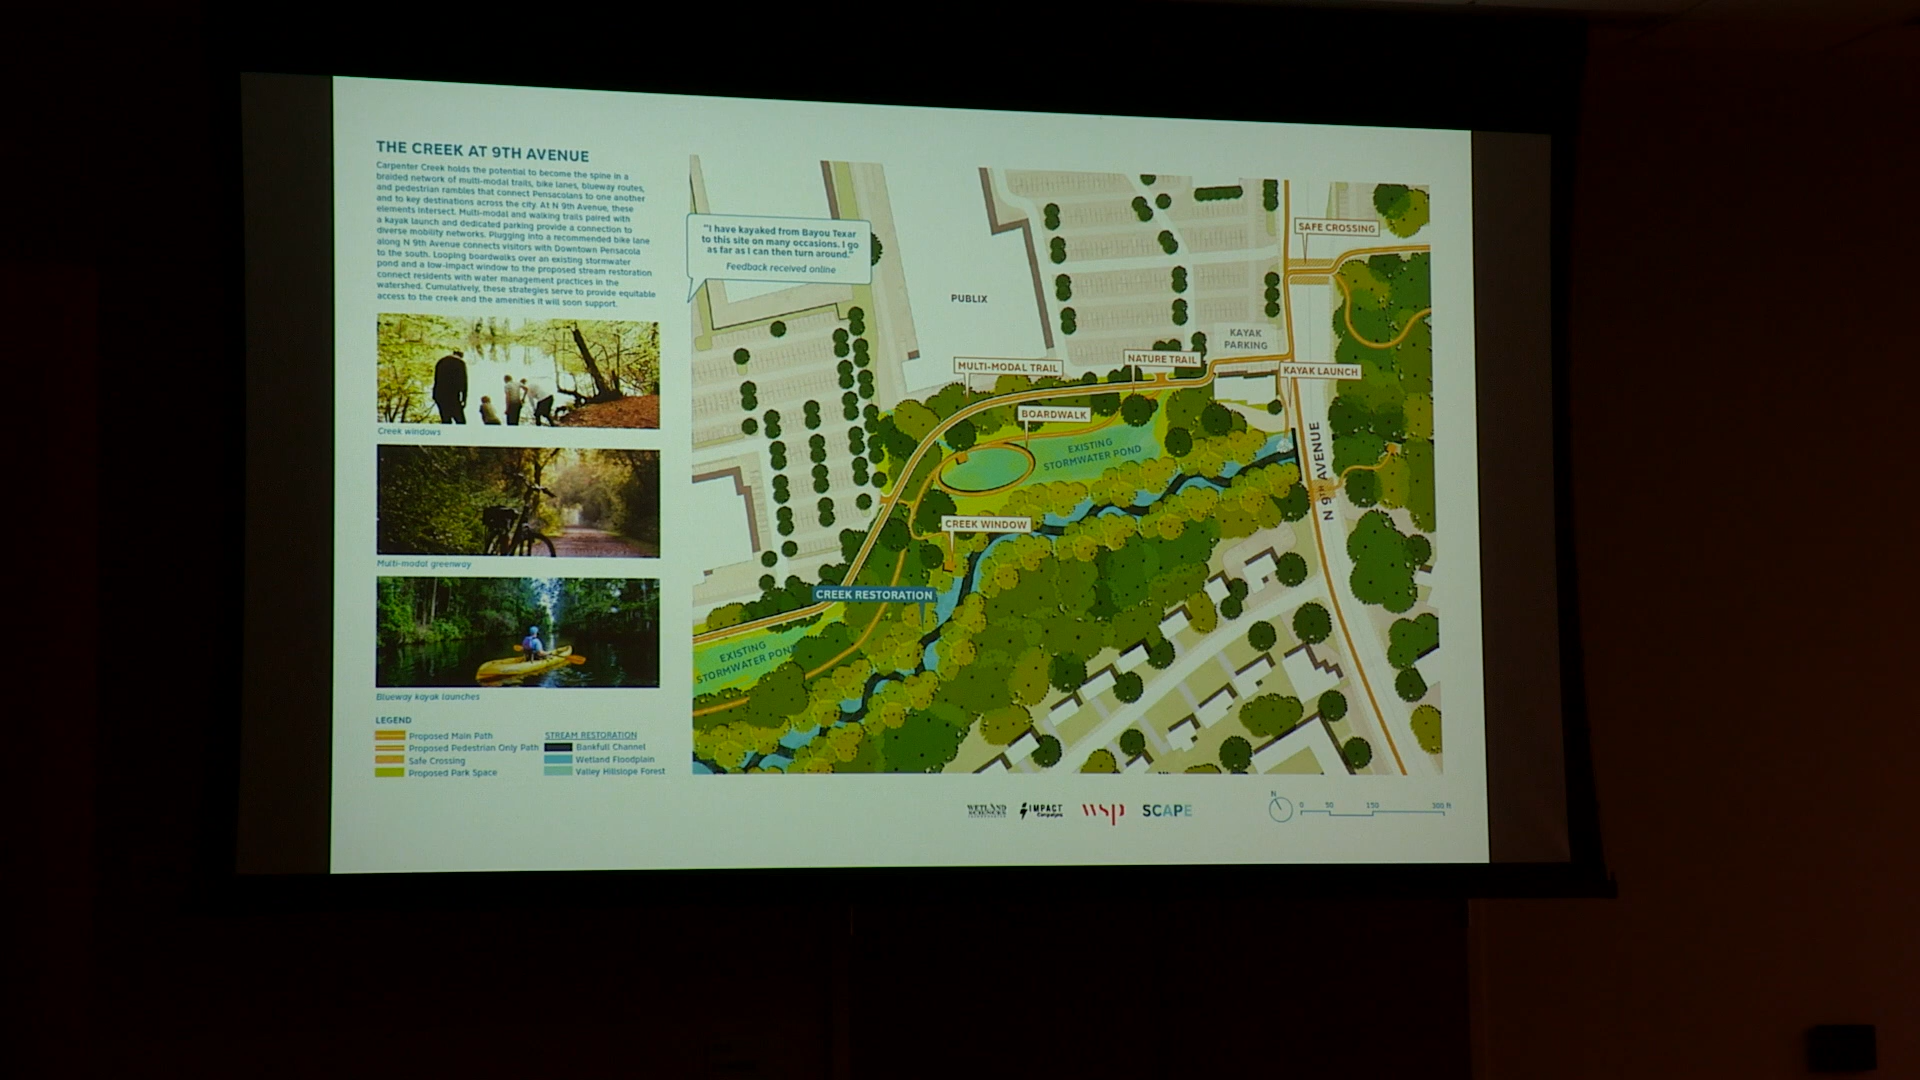 THE CREEK AT 9TH AVENUE
Carpenter Creek holds the potential to become the spine in a
braided network of multi-modal trails, bike lanes, blueway routes,
and pedestrian rambles that connect Pensacolans to one another
and to key destinations across the city. At N 9th Avenue, these
elements intersect. Multi-modal and walking trails paired with
a kayak launch and dedicated parking provide a connection to
diverse mobility networks. Plugging into a recommended bike lane
along N 9th Avenue connects visitors with Downtown Pensacola
to the south. Looping boardwalks over an existing stormwater
pond and a low-impact window to the proposed stream restoration
connect residents with water management practices in the
watershed. Cumulatively, these strategies serve to provide equitable
access to the creek and the amenities it will soon support.
Creek windows
Multi-modal greenway
Blueway kayak launches
LEGEND
Proposed Main Path
Proposed Pedestrian Only Path
Safe Crossing
Proposed Park Space
STREAM RESTORATION
Bankfull Channel
Wetland Floodplain
Valley Hillslope Forest
"I have kayaked from Bayou Texar
to this site on many occasions. I go
as far as I can then turn around."
Feedback received online
PUBLIX
SAFE CROSSING
KAYAK
PARKING
MULTI-MODAL TRAIL
NATURE TRAIL
KAYAK LAUNCH
BOARDWALK
EXISTING
STORMWATER POND
N 9TH AVENUE
CREEK WINDOW
CREEK RESTORATION
EXISTING
STORMWATER POND
WETLAND
SCIENCES
IMPACT
Campaigns
wsp
SCAPE
N
0 50 150 300 ft